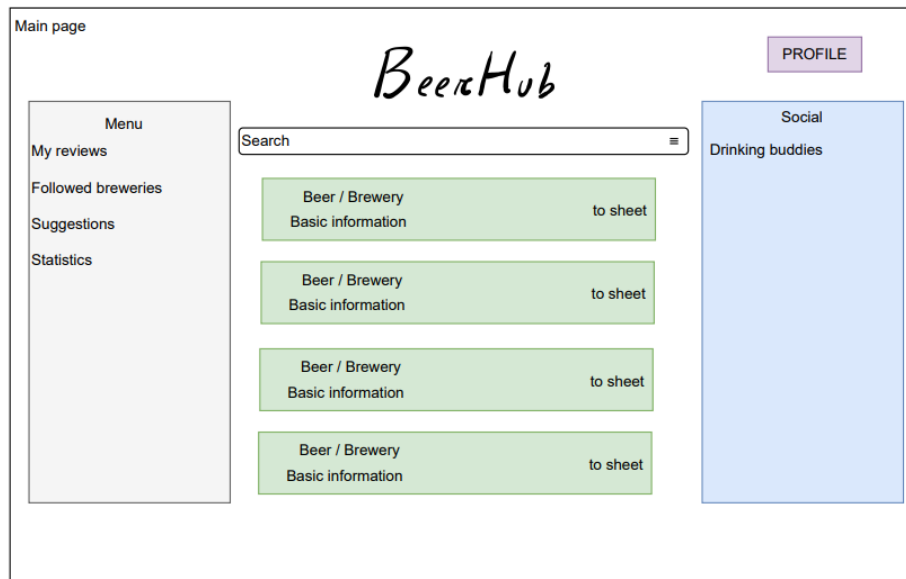 Main page
BeerHub
PROFILE
Menu
My reviews
Followed breweries
Suggestions
Statistics
Search ≡
Beer / Brewery
Basic information
to sheet
Beer / Brewery
Basic information
to sheet
Beer / Brewery
Basic information
to sheet
Beer / Brewery
Basic information
to sheet
Social
Drinking buddies